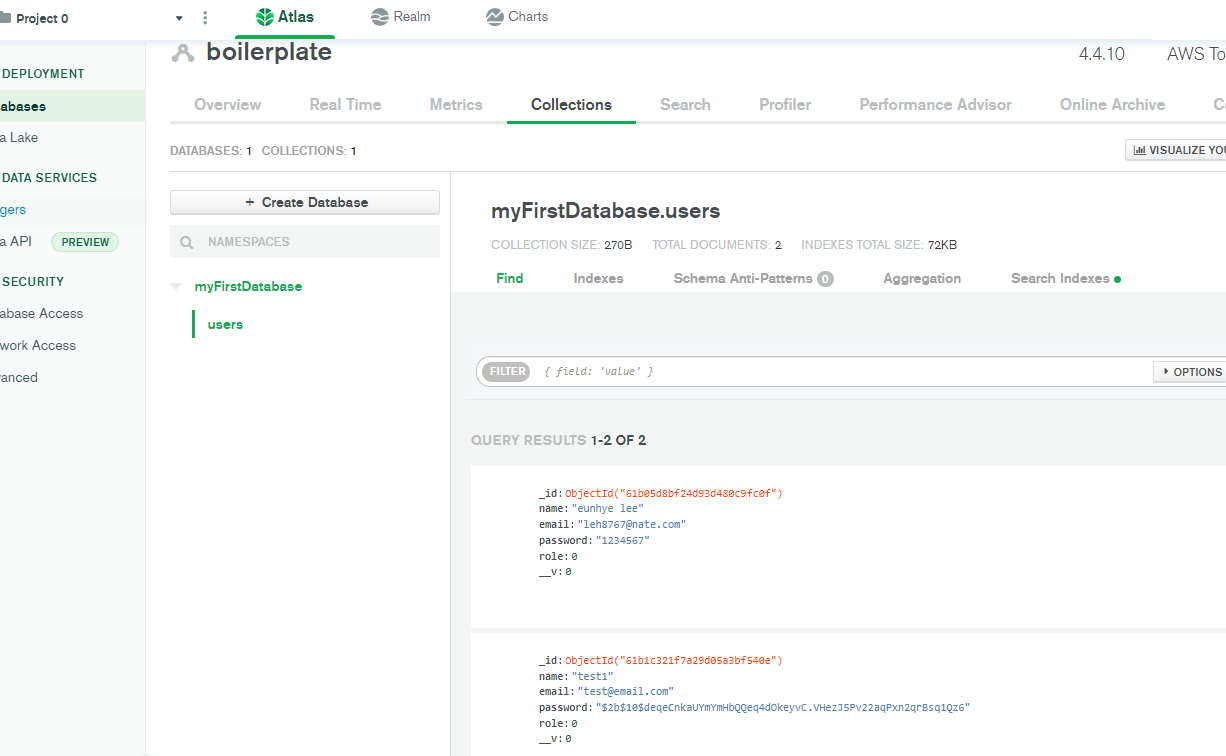 Project 0
Atlas
Realm
Charts
boilerplate
4.4.10
AWS To
DEPLOYMENT
abases
a Lake
DATA SERVICES
gers
a API PREVIEW
SECURITY
abase Access
work Access
anced
Overview
Real Time
Metrics
Collections
Search
Profiler
Performance Advisor
Online Archive
C
DATABASES: 1 COLLECTIONS: 1
VISUALIZE YOU
+ Create Database
NAMESPACES
myFirstDatabase
users
myFirstDatabase.users
COLLECTION SIZE: 270B TOTAL DOCUMENTS: 2 INDEXES TOTAL SIZE: 72KB
Find
Indexes
Schema Anti-Patterns 0
Aggregation
Search Indexes
FILTER { field: 'value' }
OPTIONS
QUERY RESULTS 1-2 OF 2
_id: ObjectId("61b05d8bf24d93d480c9fc0f")
name: "eunhye lee"
email: "leh8767@nate.com"
password: "1234567"
role: 0
__v: 0
_id: ObjectId("61b1c321f7a29d05a3bf540e")
name: "test1"
email: "test@email.com"
password: "$2b$10$deqeCnkaUYmYmHbQQeq4dOkeyvC.VHezJ5Pv22aqPxn2qrBsq1Qz6"
role: 0
__v: 0